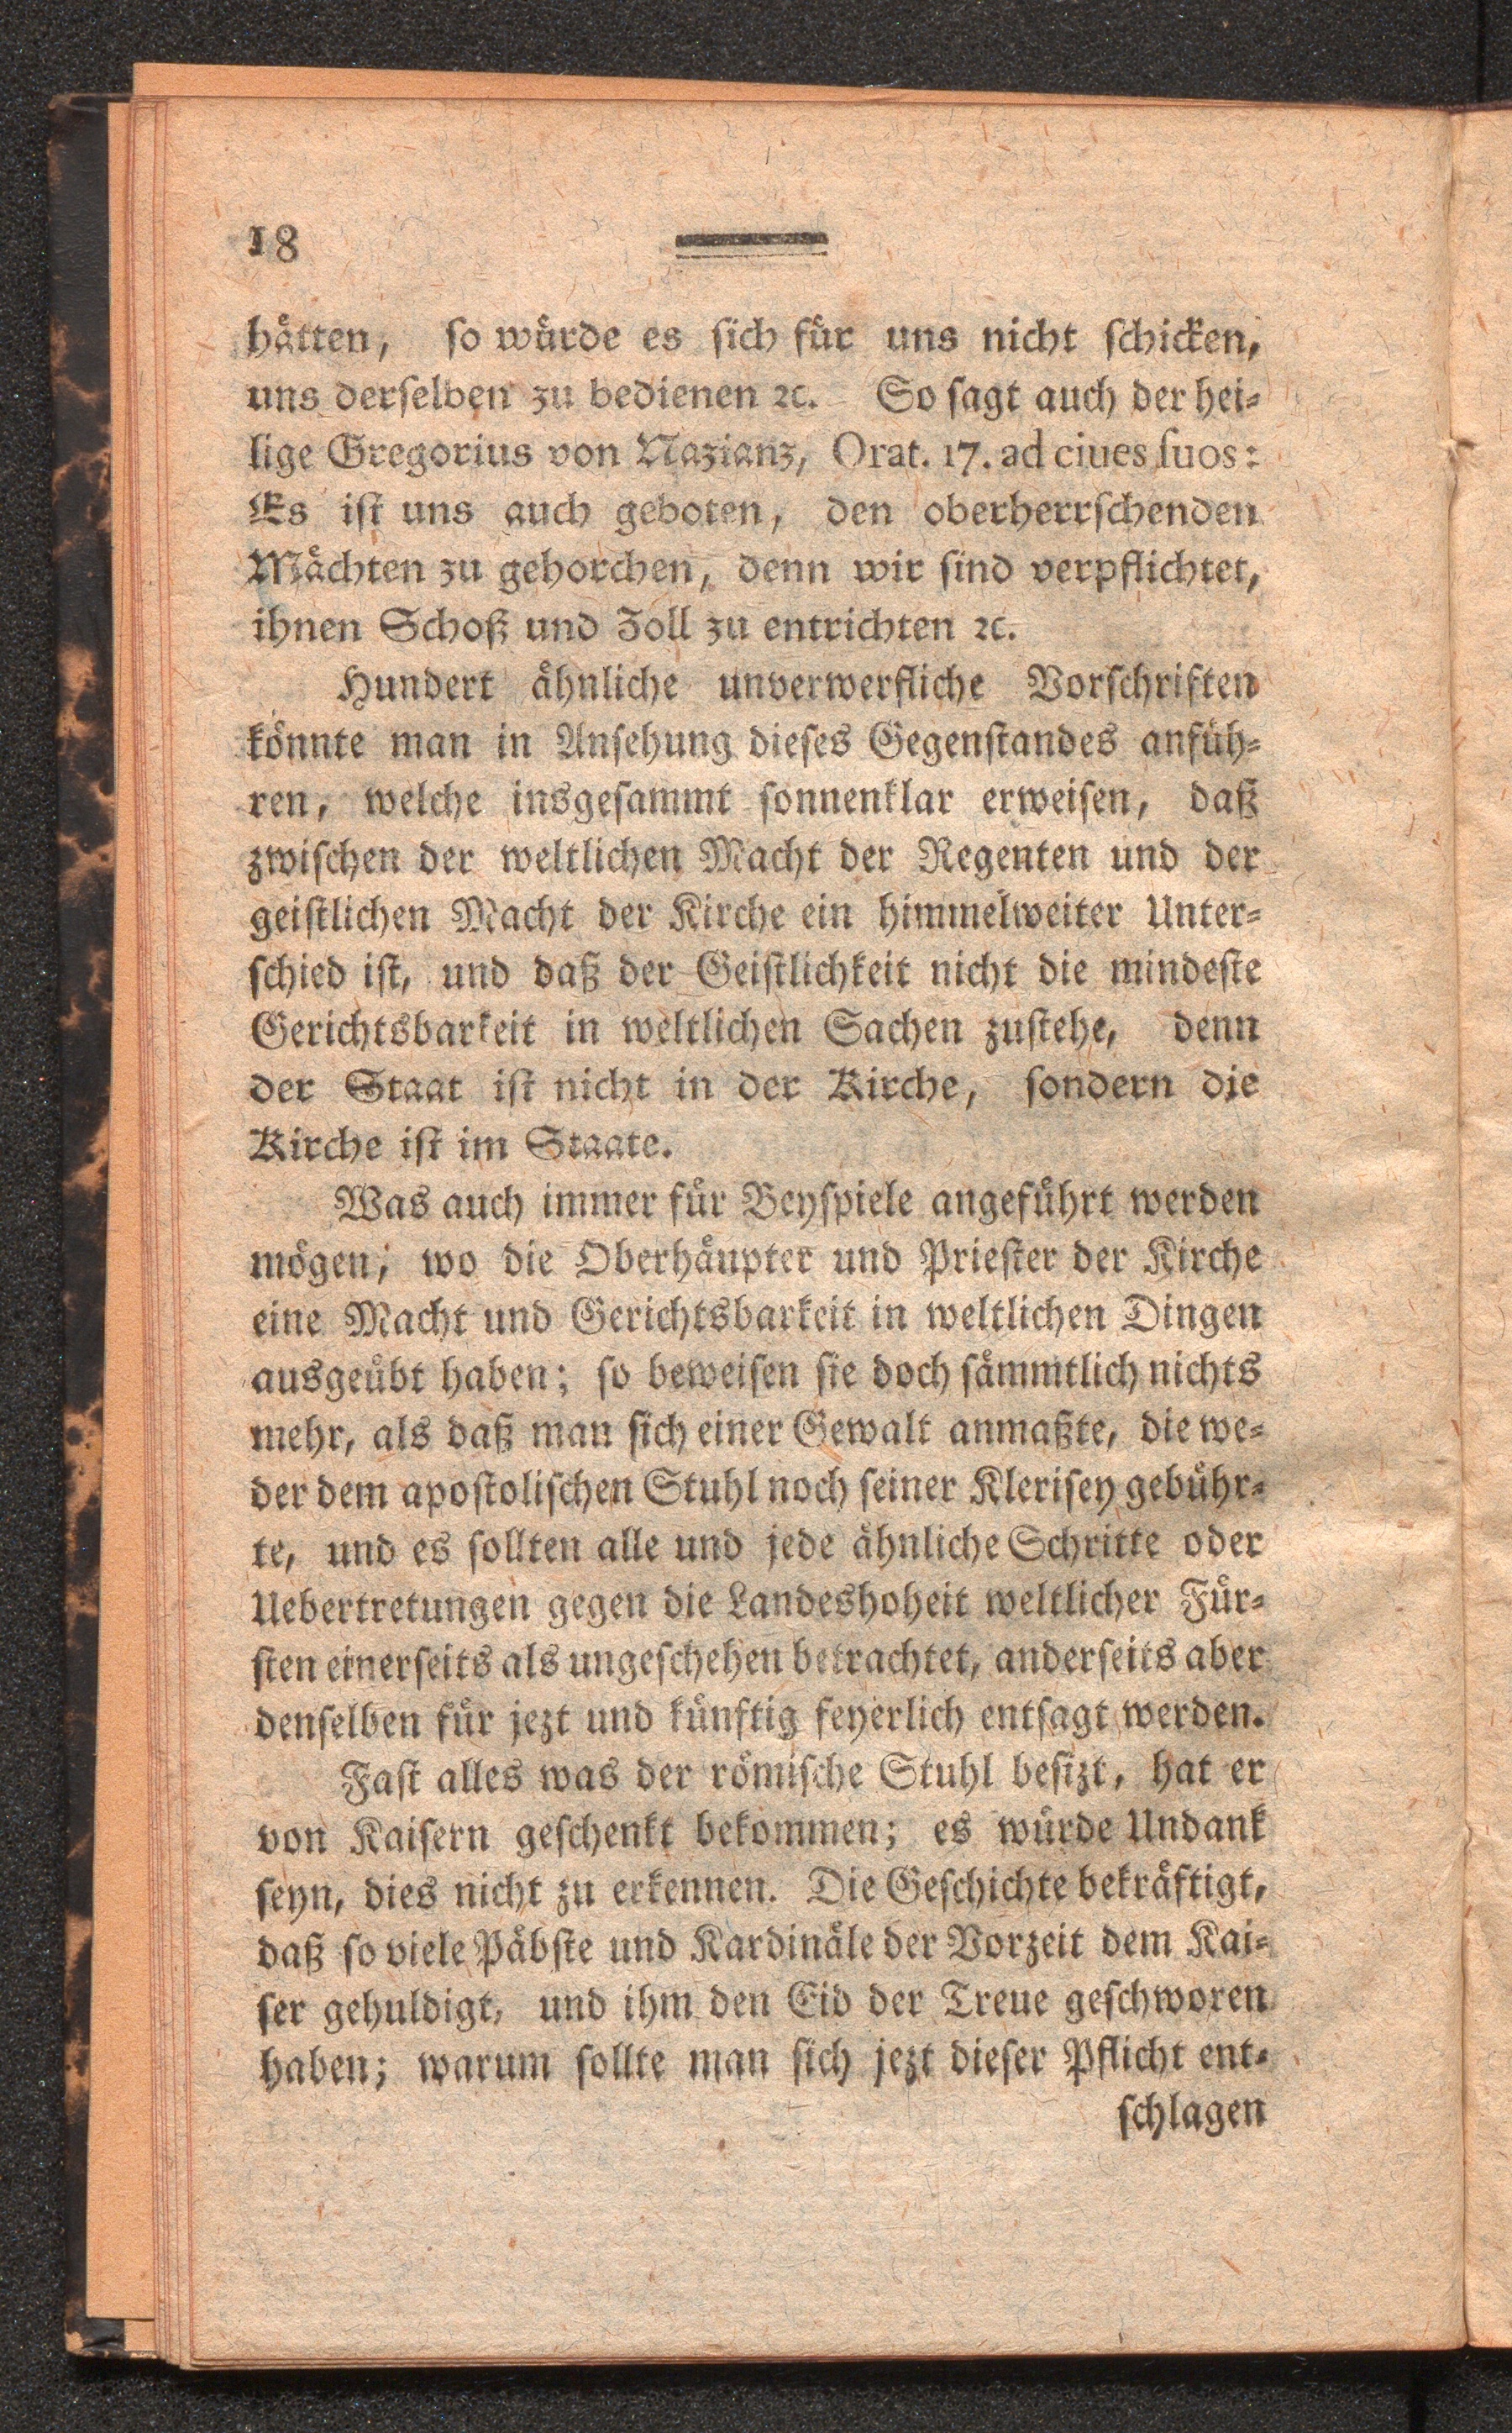 18
hätten, so würde es sich für uns nicht schicken,
uns derselben zu bedienen ꝛc. So sagt auch der hei-
lige Gregorius von Nazianz, Orat. 17. ad ciues suos:
Es ist uns auch geboten, den oberherrschenden
Mächten zu gehorchen, denn wir sind verpflichtet,
ihnen Schoß und Zoll zu entrichten ꝛc.
Hundert ähnliche unverwerfliche Vorschriften
könnte man in Ansehung dieses Gegenstandes anfüh-
ren, welche insgesammt sonnenklar erweisen, daß
zwischen der weltlichen Macht der Regenten und der
geistlichen Macht der Kirche ein himmelweiter Unter-
schied ist, und daß der Geistlichkeit nicht die mindeste
Gerichtsbarkeit in weltlichen Sachen zustehe, denn
der Staat ist nicht in der Kirche, sondern die
Kirche ist im Staate.
Was auch immer für Beyspiele angeführt werden
mögen, wo die Oberhäupter und Priester der Kirche
eine Macht und Gerichtsbarkeit in weltlichen Dingen
ausgeübt haben; so beweisen sie doch sämmtlich nichts
mehr, als daß man sich einer Gewalt anmaßte, die we-
der dem apostolischen Stuhl noch seiner Klerisey gebühr-
te, und es sollten alle und jede ähnliche Schritte oder
Uebertretungen gegen die Landeshoheit weltlicher Für-
sten einerseits als ungeschehen betrachtet, anderseits aber
denselben für jezt und künftig feyerlich entsagt werden.
Fast alles was der römische Stuhl besizt, hat er
von Kaisern geschenkt bekommen; es würde Undank
seyn, dies nicht zu erkennen. Die Geschichte bekräftigt,
daß so viele Päbste und Kardinäle der Vorzeit dem Kai-
ser gehuldigt, und ihm den Eid der Treue geschworen
haben; warum sollte man sich jezt dieser Pflicht ent-
schlagen